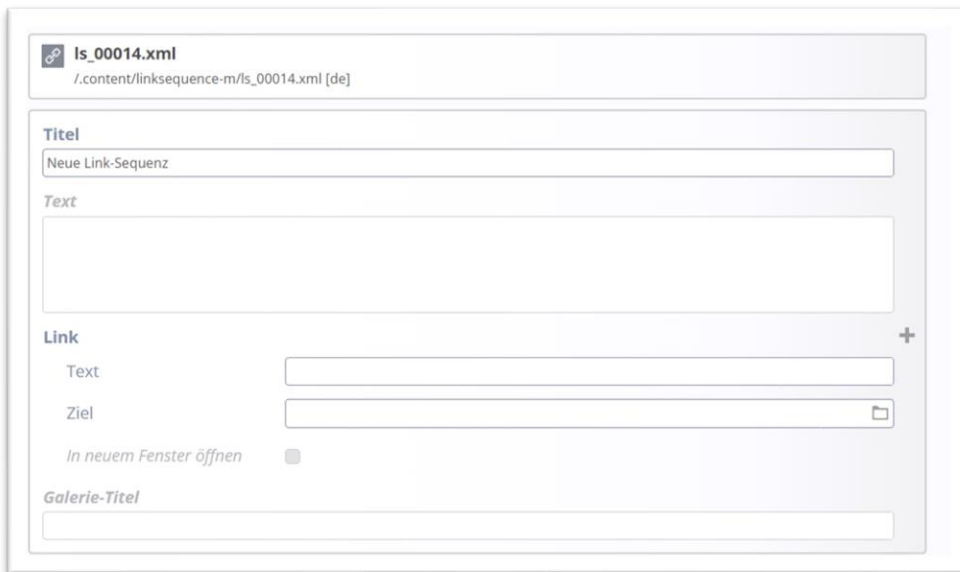 ls_00014.xml
/.content/linksequence-m/ls_00014.xml [de]
Titel
Neue Link-Sequenz
Text
Link
Text
Ziel
In neuem Fenster öffnen
Galerie-Titel